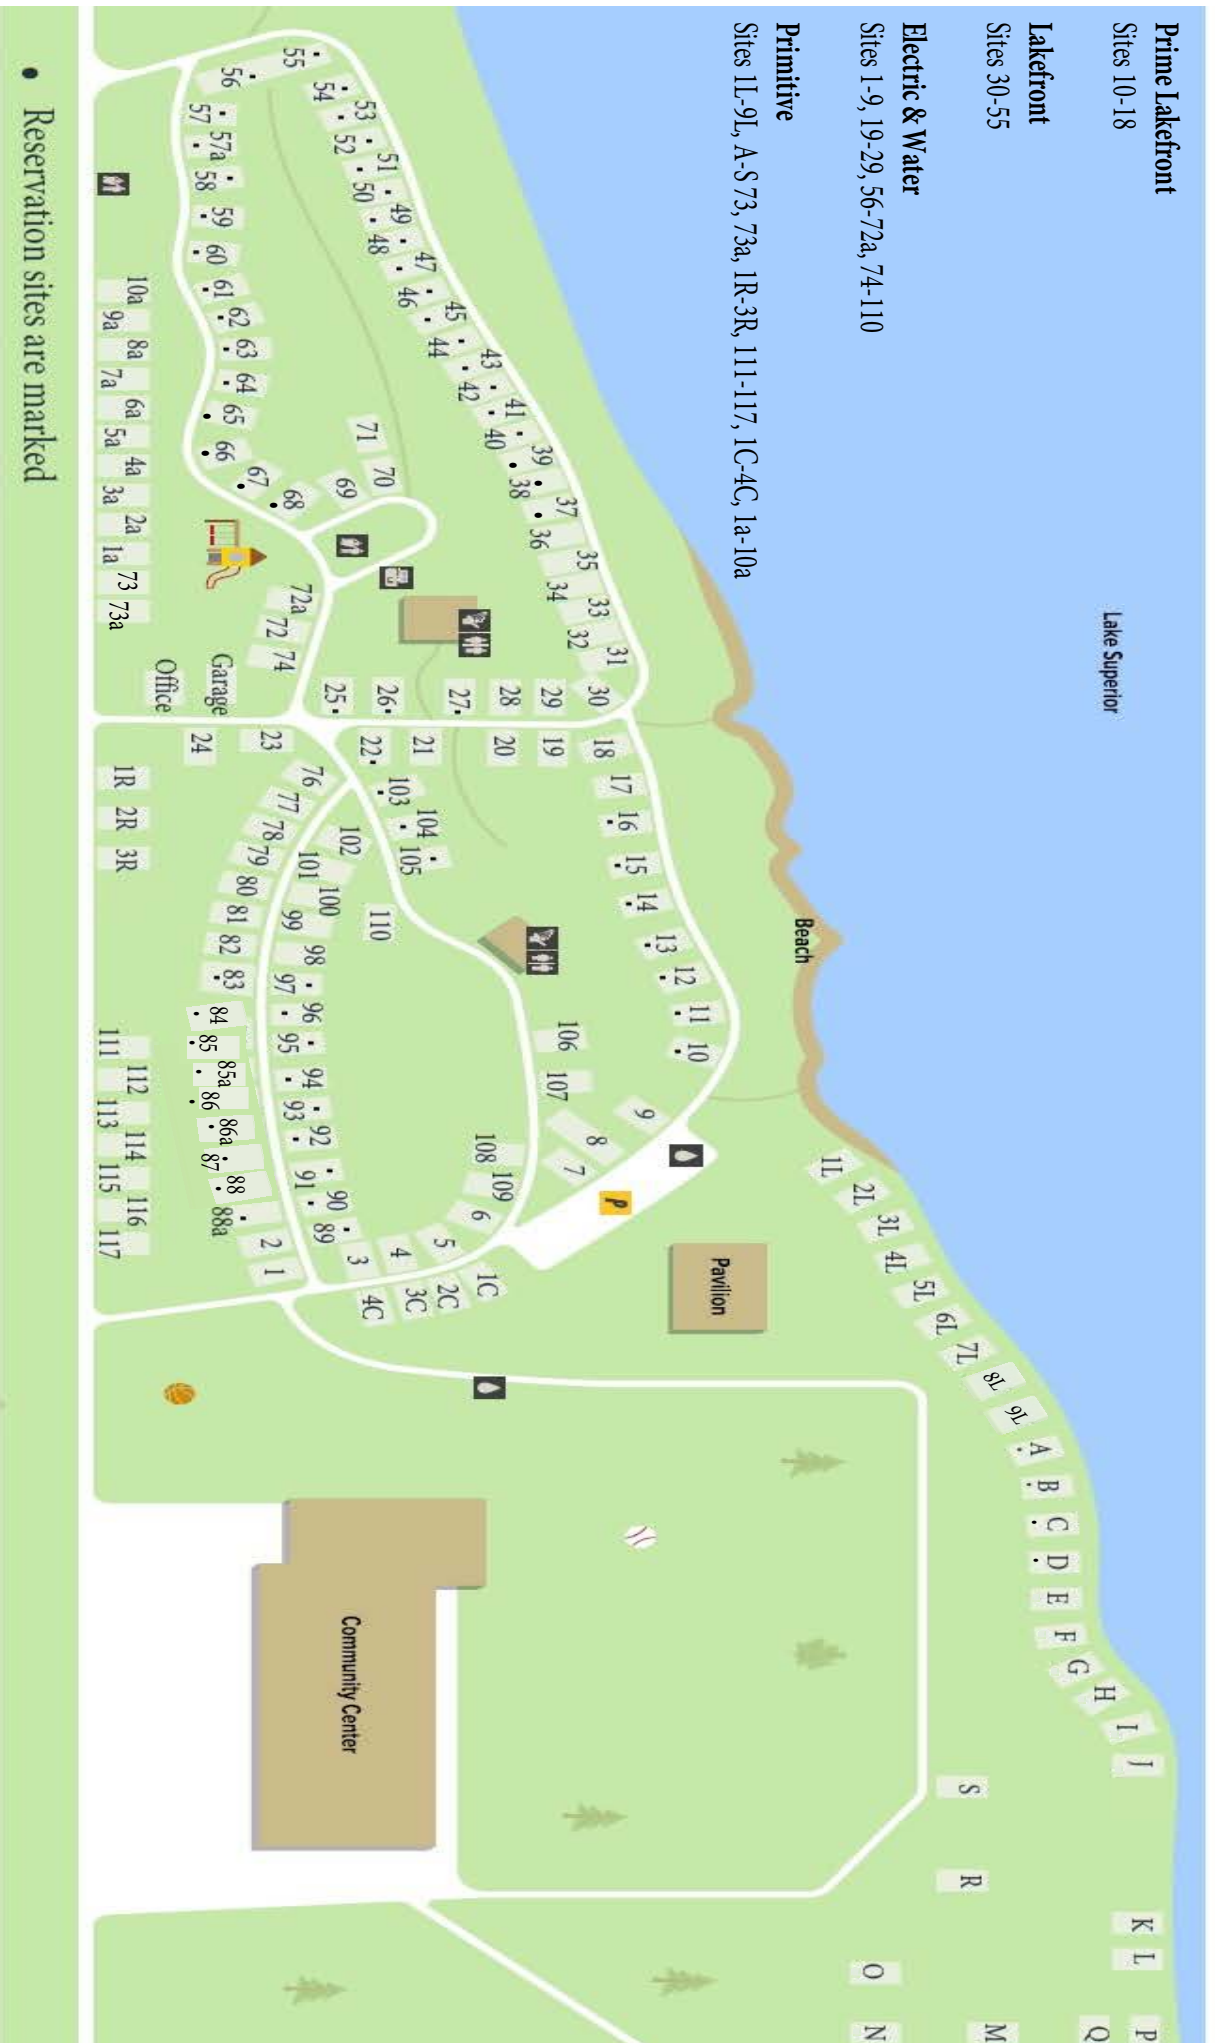 Prime Lakefront
Sites 10-18
Lakefront
Sites 30-55
Electric & Water
Sites 1-9, 19-29, 56-72a, 74-110
Primitive
Sites 1L-9L, A-S 73, 73a, 1R-3R, 111-117, 1C-4C, 1a-10a
Lake Superior
Beach
1L
2L
3L
4L
5L
6L
7L
8L
9L
A
B
C
D
E
F
G
H
I
J
K
L
P
Q
M
N
O
R
S
Pavilion
Community Center
55
54
53
52
51
50
49
48
47
46
45
44
43
42
41
40
39
38
37
36
35
34
33
32
31
30
29
28
27
26
25
18
17
16
15
14
13
12
11
10
9
8
7
19
20
21
22
23
24
56
57
57a
58
59
60
61
62
63
64
65
66
67
68
69
70
71
72a
72
74
Garage
Office
76
77
78
79
80
81
82
83
84
85
85a
86
86a
87
88
88a
2
1
102
101
100
99
98
97
96
95
94
93
92
91
90
89
3
4
5
6
103
104
105
110
106
107
108
109
1C
2C
3C
4C
P
10a
9a
8a
7a
6a
5a
4a
3a
2a
1a
73
73a
1R
2R
3R
111
112
113
114
115
116
117
• Reservation sites are marked